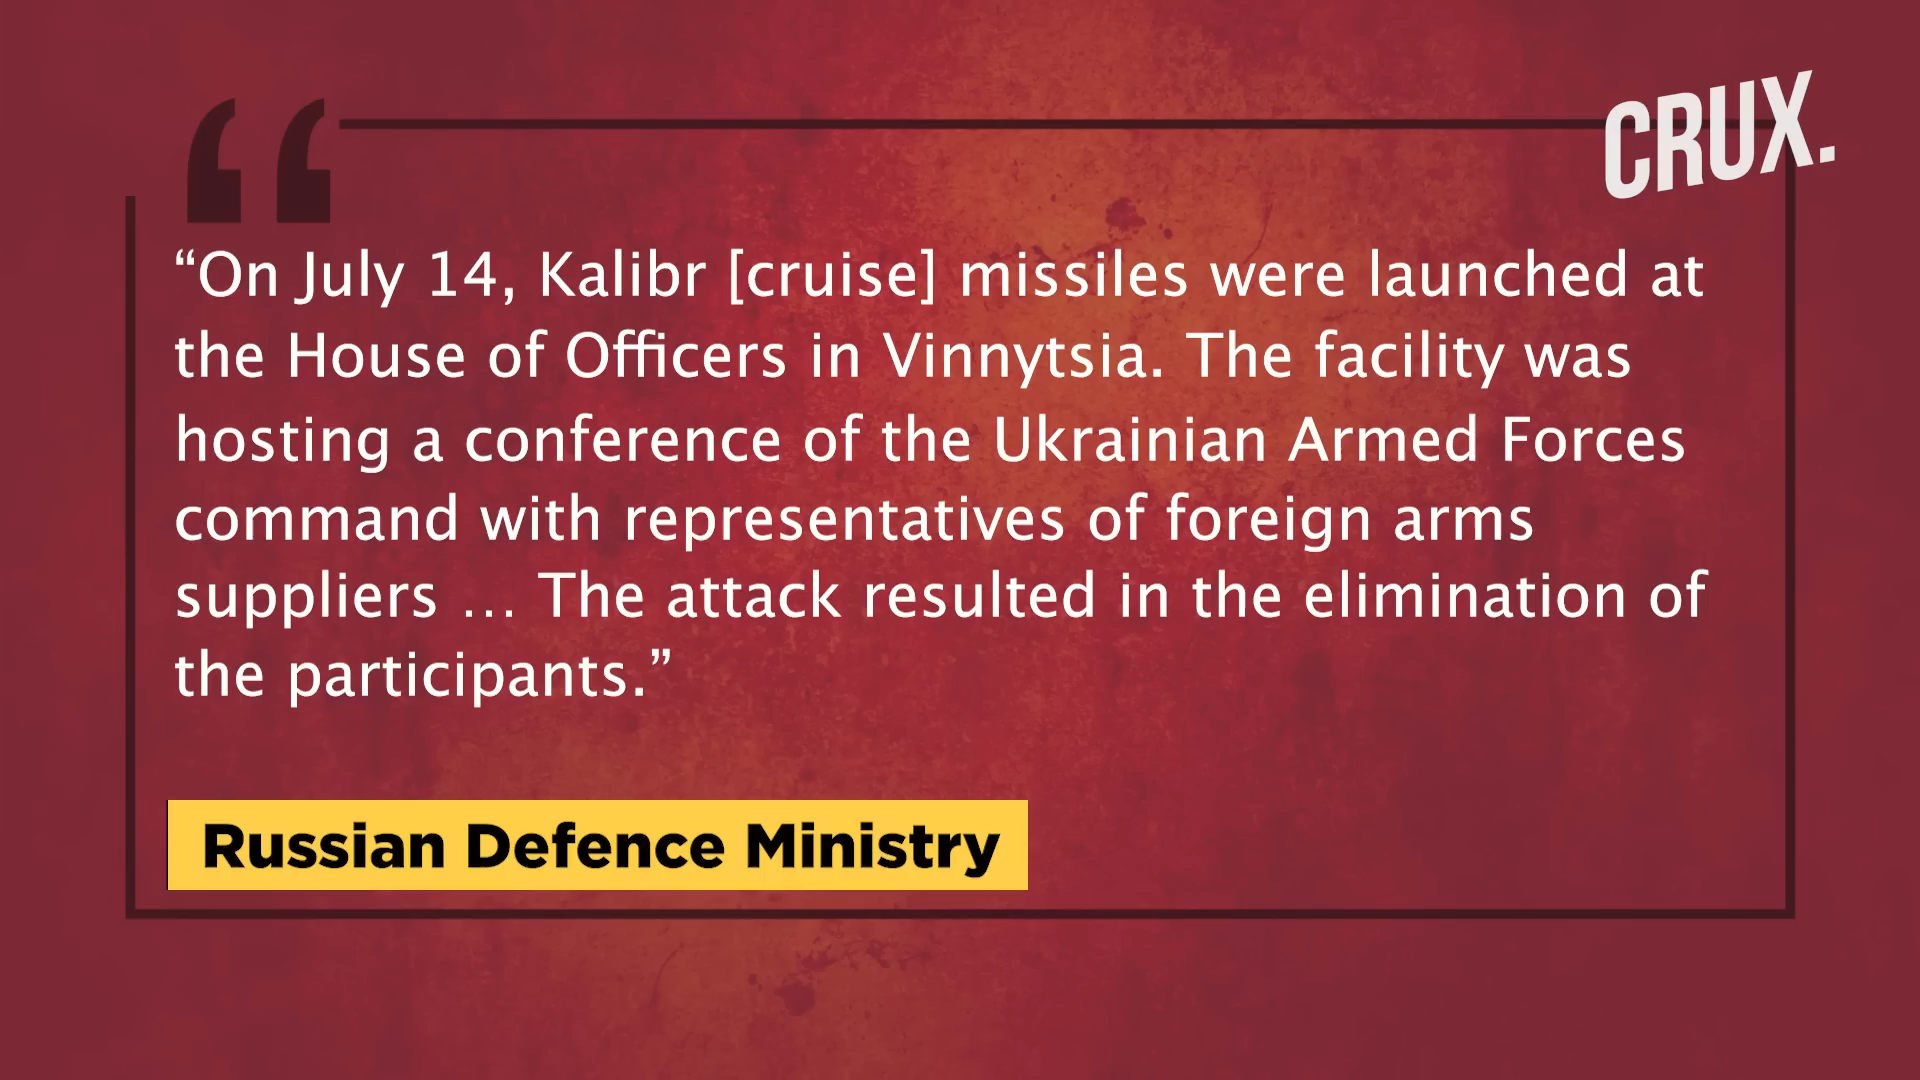 CRUX.
“On July 14, Kalibr [cruise] missiles were launched at
the House of Officers in Vinnytsia. The facility was
hosting a conference of the Ukrainian Armed Forces
command with representatives of foreign arms
suppliers … The attack resulted in the elimination of
the participants.”
Russian Defence Ministry